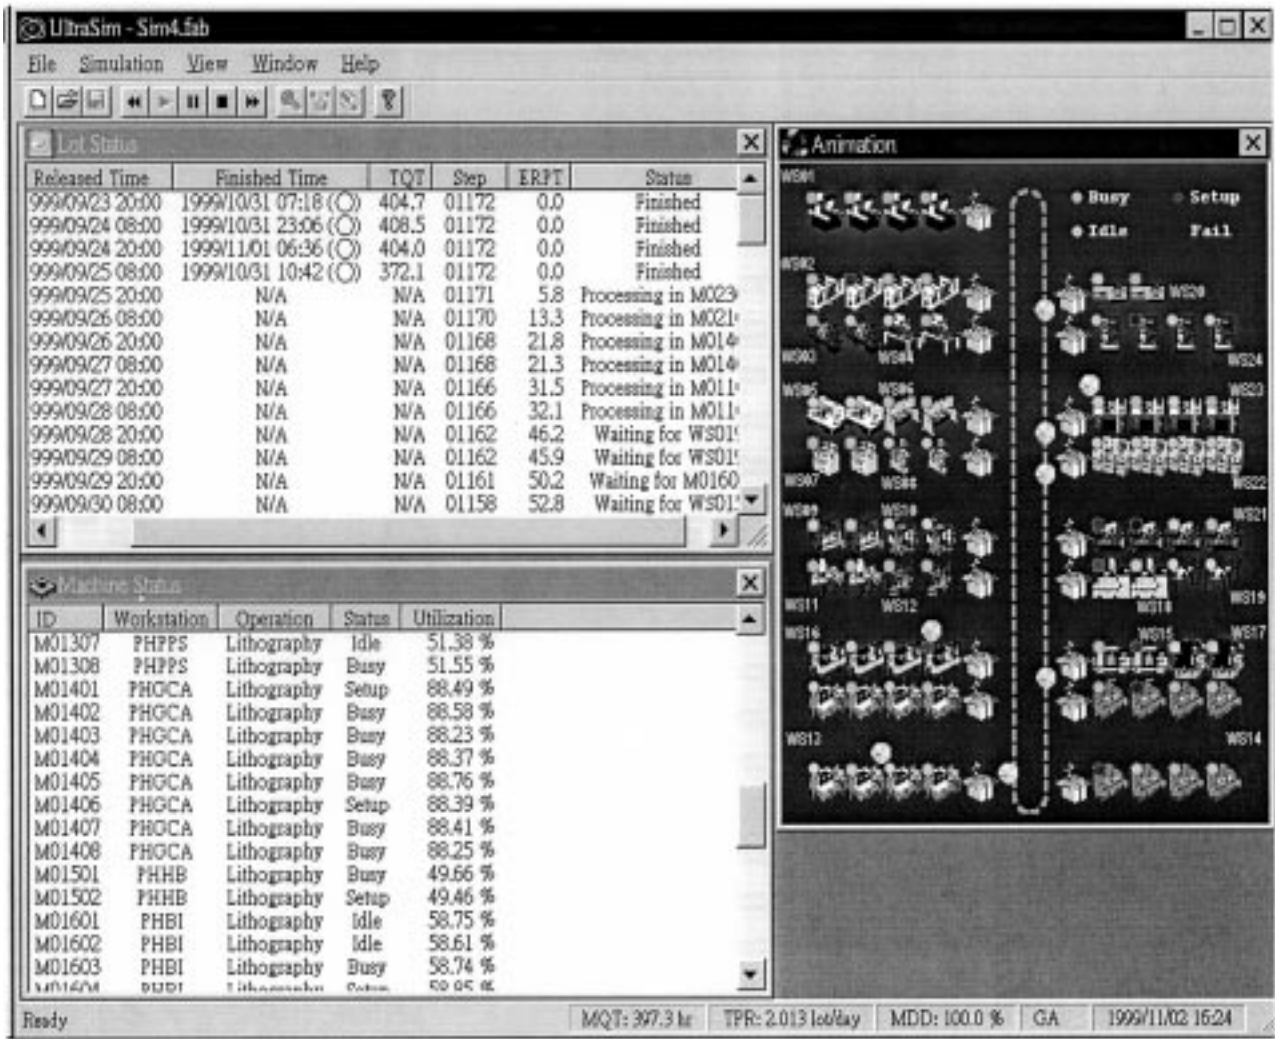 UltraSim - Sim4.fab
File Simulation View Window Help
Lot Status
Released Time Finished Time TQT Step ERPT Status
999/09/23 20:00 1999/10/31 07:18 (○) 404.7 01172 0.0 Finished
999/09/24 08:00 1999/10/31 23:06 (○) 408.5 01172 0.0 Finished
999/09/24 20:00 1999/11/01 06:36 (○) 404.0 01172 0.0 Finished
999/09/25 08:00 1999/10/31 10:42 (○) 372.1 01172 0.0 Finished
999/09/25 20:00 N/A N/A 01171 5.8 Processing in M023
999/09/26 08:00 N/A N/A 01170 13.3 Processing in M021
999/09/26 20:00 N/A N/A 01168 21.8 Processing in M014
999/09/27 08:00 N/A N/A 01168 21.3 Processing in M014
999/09/27 20:00 N/A N/A 01166 31.5 Processing in M011
999/09/28 08:00 N/A N/A 01166 32.1 Processing in M011
999/09/28 20:00 N/A N/A 01162 46.2 Waiting for WS01
999/09/29 08:00 N/A N/A 01162 45.9 Waiting for WS01
999/09/29 20:00 N/A N/A 01161 50.2 Waiting for M0160
999/09/30 08:00 N/A N/A 01158 52.8 Waiting for WS01
Machine Status
ID Workstation Operation Status Utilization
M01307 PHPPS Lithography Idle 51.38 %
M01308 PHPPS Lithography Busy 51.55 %
M01401 PHGCA Lithography Setup 88.49 %
M01402 PHGCA Lithography Busy 88.58 %
M01403 PHGCA Lithography Busy 88.23 %
M01404 PHGCA Lithography Busy 88.37 %
M01405 PHGCA Lithography Busy 88.76 %
M01406 PHGCA Lithography Setup 88.39 %
M01407 PHGCA Lithography Busy 88.41 %
M01408 PHGCA Lithography Busy 88.25 %
M01501 PHHB Lithography Busy 49.66 %
M01502 PHHB Lithography Setup 49.46 %
M01601 PHBI Lithography Idle 58.75 %
M01602 PHBI Lithography Idle 58.61 %
M01603 PHBI Lithography Busy 58.74 %
M01604 PHBI Lithography Setup
Animation
WS01
Busy Setup
Idle Fail
WS02
WS20
WS03 WS04 WS24
WS05 WS06 WS23
WS07 WS08 WS22
WS09 WS10 WS21
WS11 WS12 WS18 WS19
WS16 WS15 WS17
WS13 WS14
Ready MQT: 397.3 hr TPR: 2.013 lot/day MDD: 100.0 % GA 1999/11/02 16:24